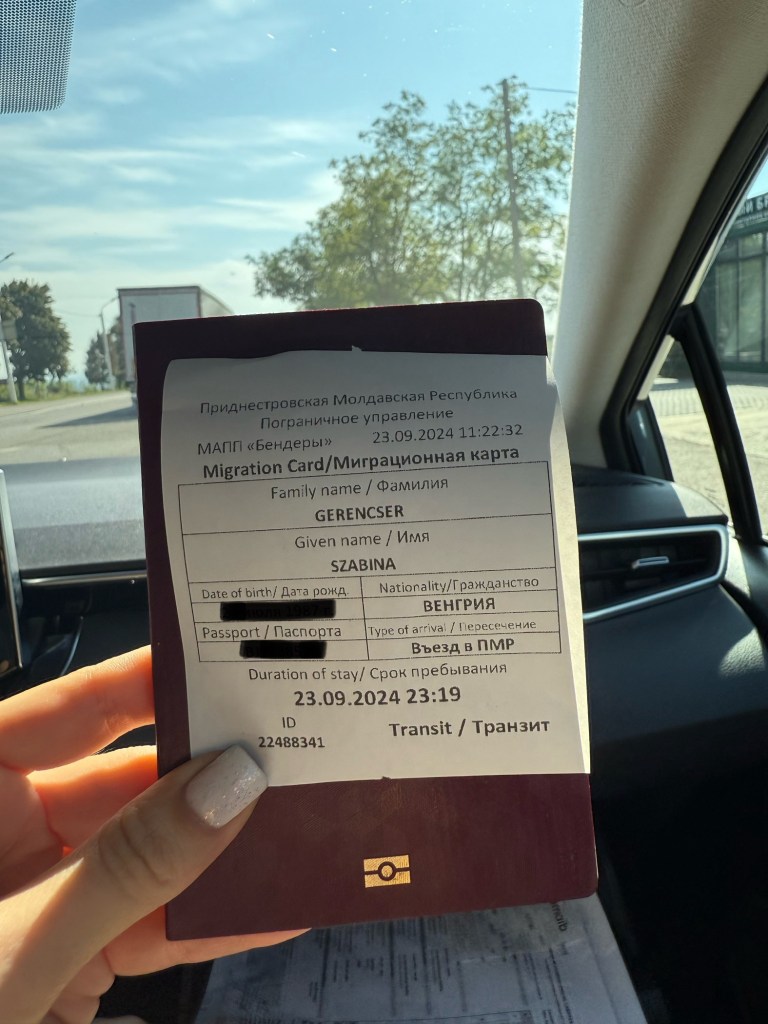 Приднестровская Молдавская Республика
Пограничное управление
МАПП «Бендеры» 23.09.2024 11:22:32
Migration Card/Миграционная карта
Family name / Фамилия
GERENCSER
Given name / Имя
SZABINA
Date of birth/ Дата рожд. Nationality/Гражданство
ВЕНГРИЯ
Passport / Паспорта Type of arrival / Пересечение
Въезд в ПМР
Duration of stay/ Срок пребывания
23.09.2024 23:19
ID Transit / Транзит
22488341